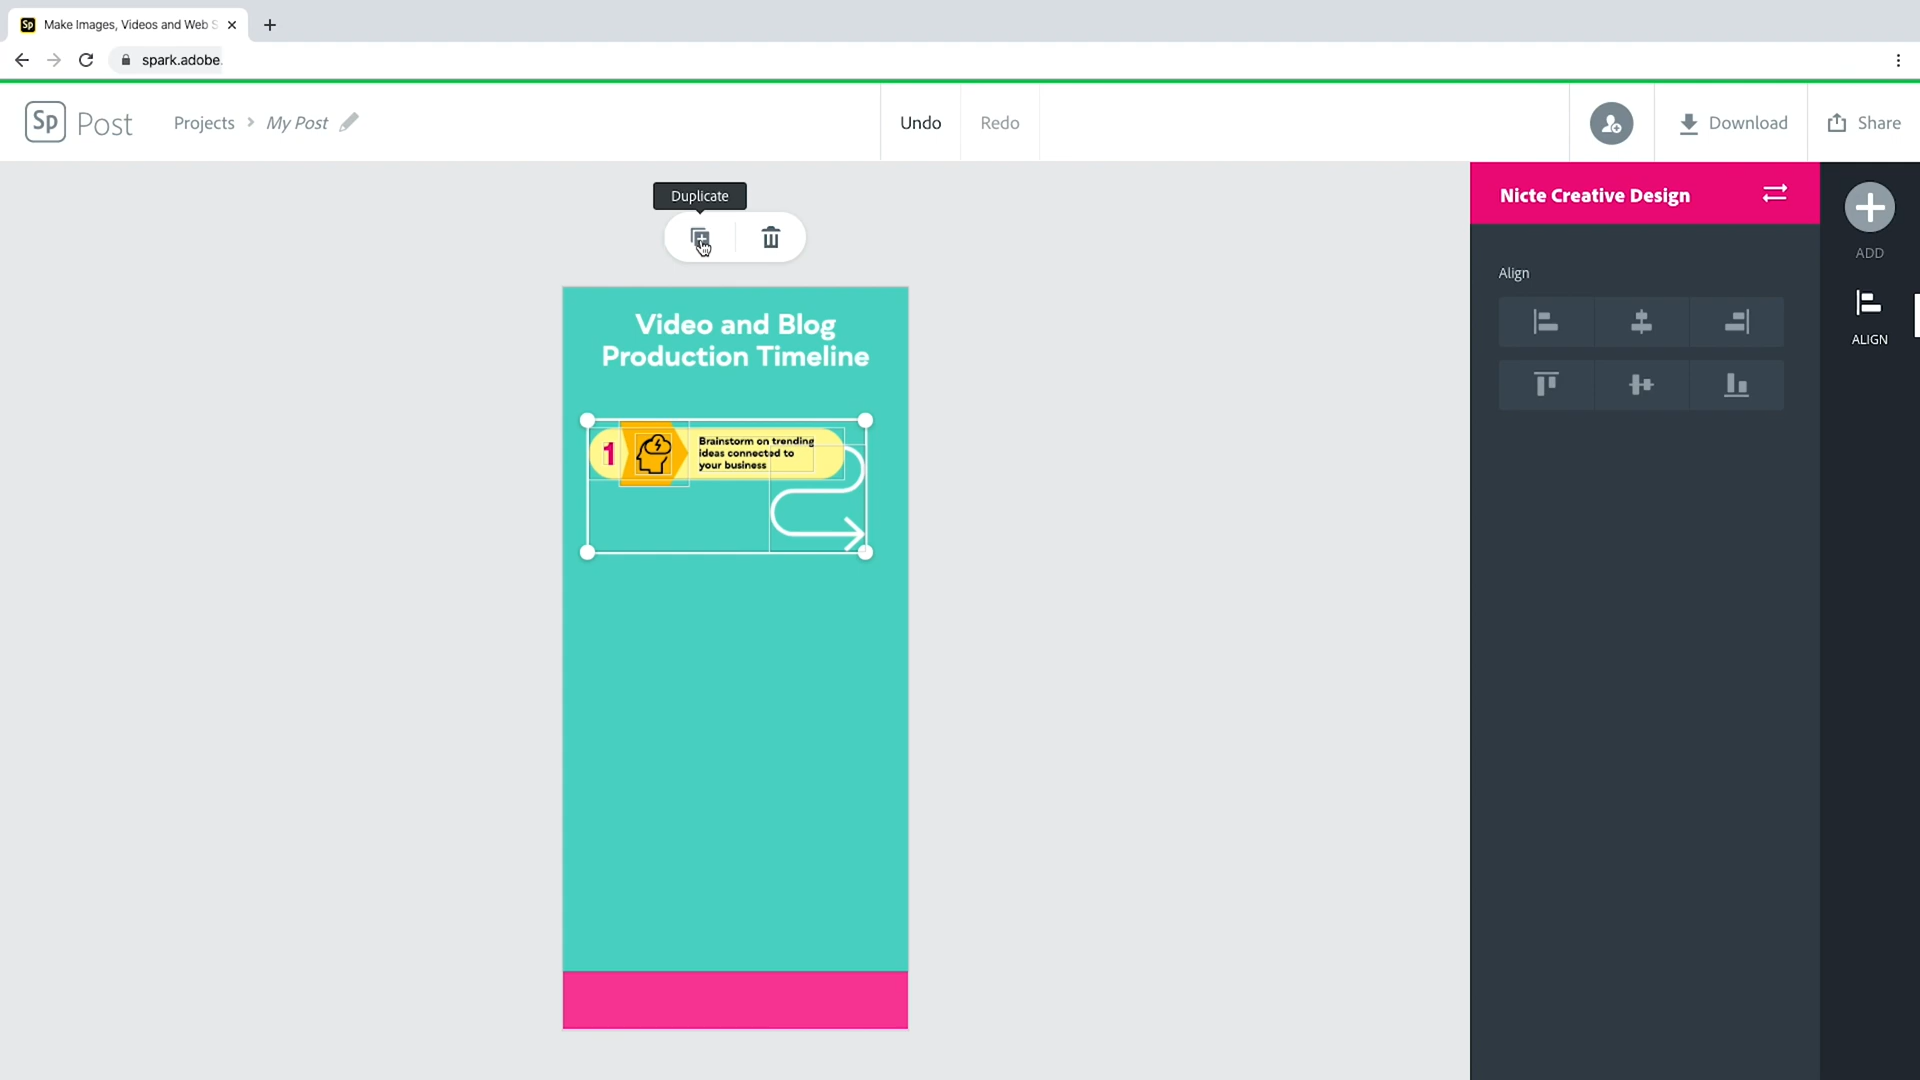 Sp
Make Images, Videos and Web S
spark.adobe.
Sp Post
Projects > My Post
Undo
Redo
Download
Share
Duplicate
Nicte Creative Design
Align
ADD
ALIGN
Video and Blog
Production Timeline
1
Brainstorm on trending
ideas connected to
your business